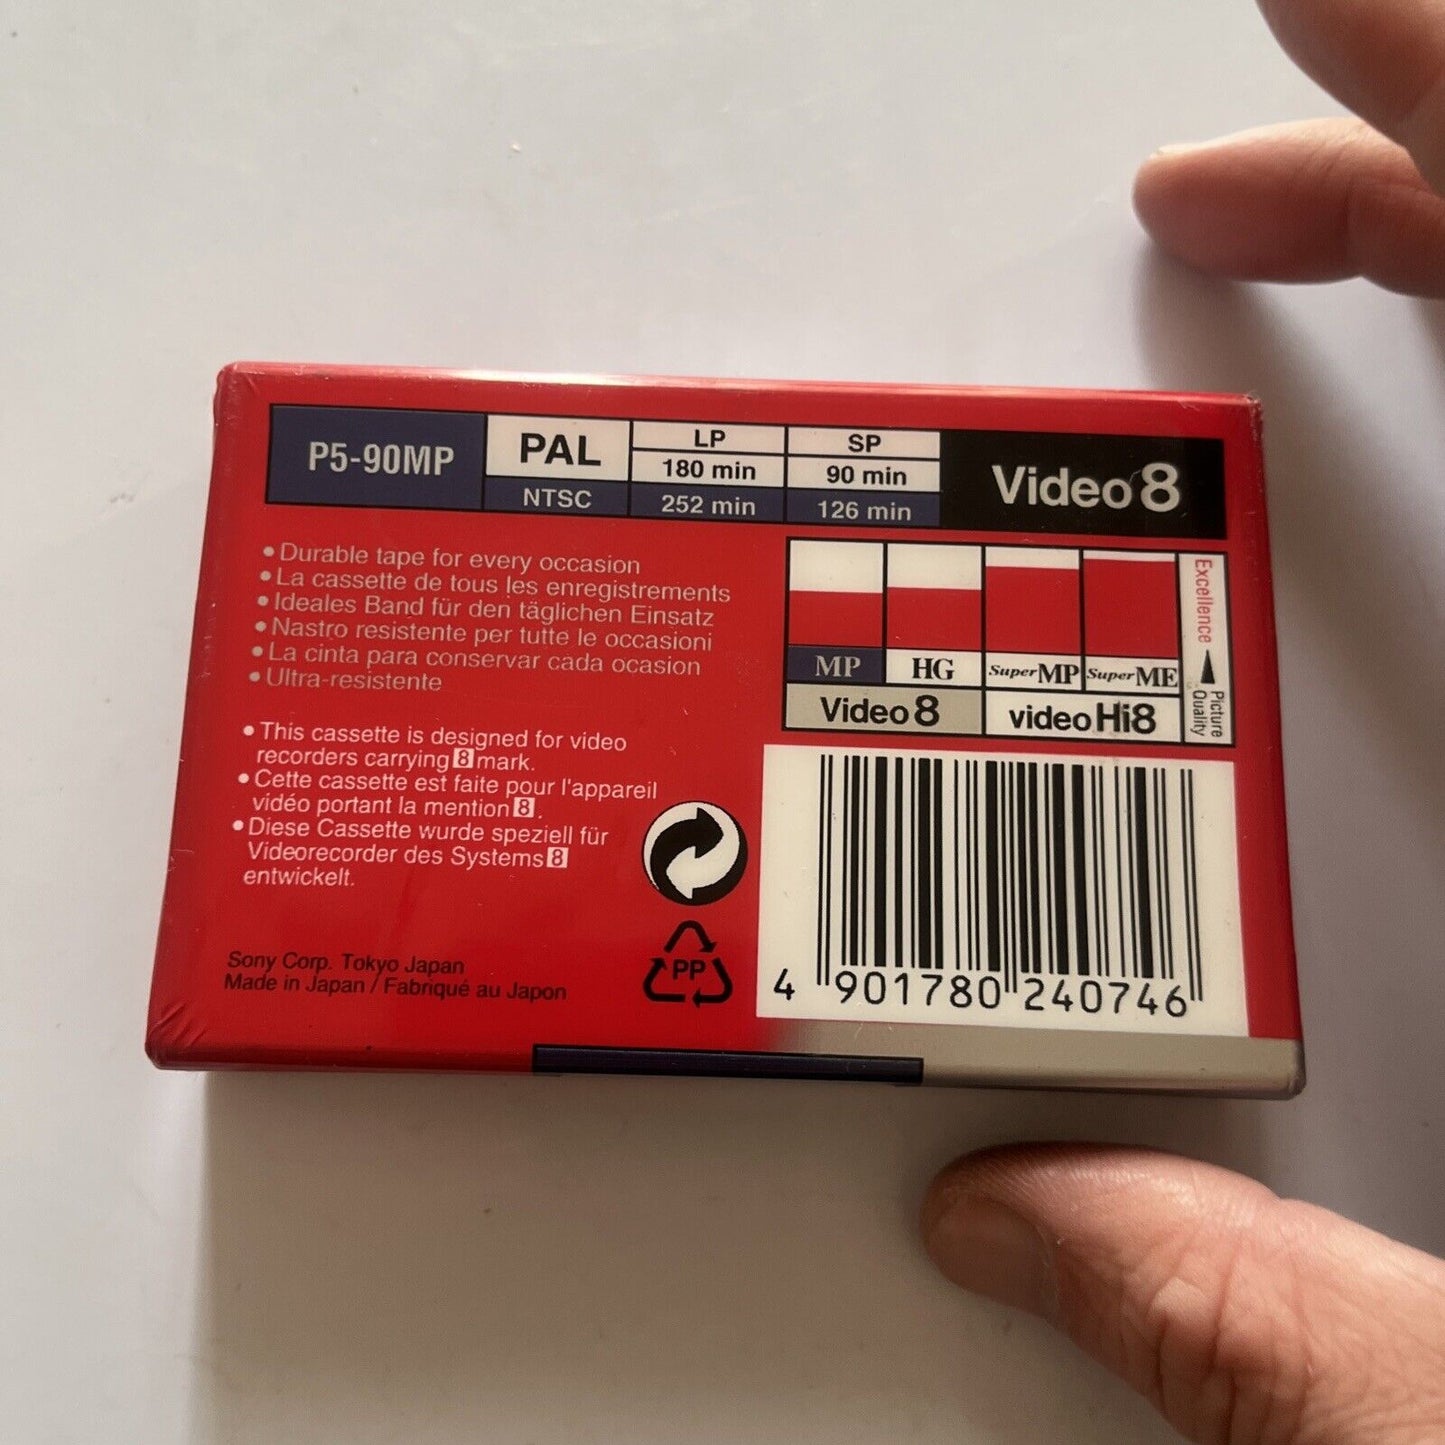 P5-90MP
PAL
NTSC
LP
180 min
252 min
SP
90 min
126 min
Video 8
• Durable tape for every occasion
• La cassette de tous les enregistrements
• Ideales Band für den täglichen Einsatz
• Nastro resistente per tutte le occasioni
• La cinta para conservar cada ocasion
• Ultra-resistente
• This cassette is designed for video
recorders carrying 8 mark.
• Cette cassette est faite pour l'appareil
vidéo portant la mention 8.
• Diese Cassette wurde speziell für
Videorecorder des Systems 8
entwickelt.
Sony Corp. Tokyo Japan
Made in Japan / Fabriqué au Japon
PP
MP
HG
Super MP
Super ME
Video 8
video Hi8
Excellence
Picture
Quality
4 901780 240746